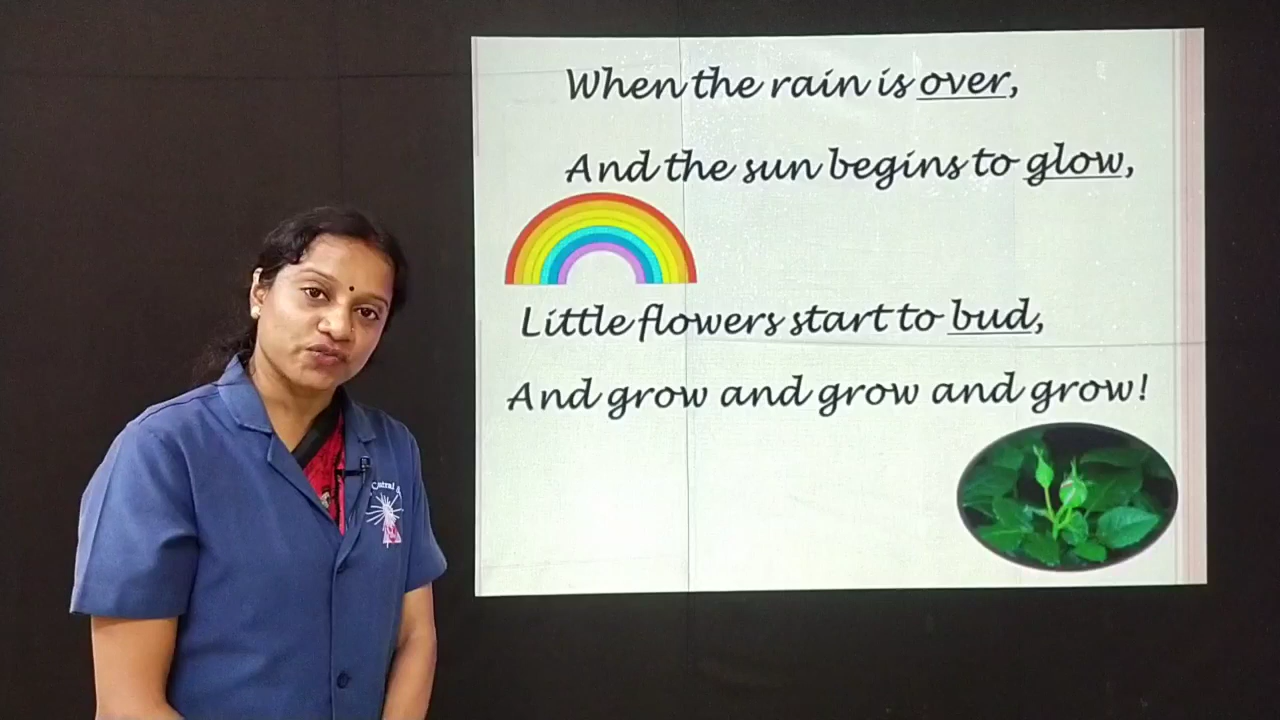 When the rain is over,
And the sun begins to glow,
Little flowers start to bud,
And grow and grow and grow!
Central